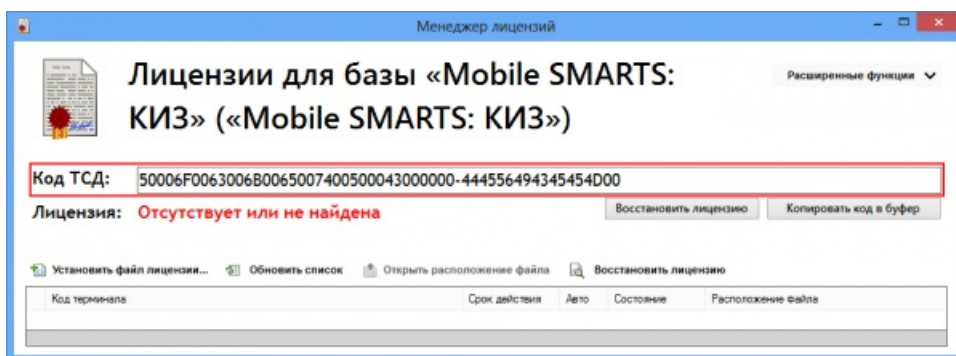 Менеджер лицензий
Лицензии для базы «Mobile SMARTS:
КИЗ» («Mobile SMARTS: КИЗ»)
Расширенные функции
Код ТСД: 50006F0063006B0065007400500043000000-444556494345454D00
Лицензия: Отсутствует или не найдена
Восстановить лицензию Копировать код в буфер
Установить файл лицензии... Обновить список Открыть расположение файла Восстановить лицензию
Код терминала Срок действия Авто Состояние Расположение файла